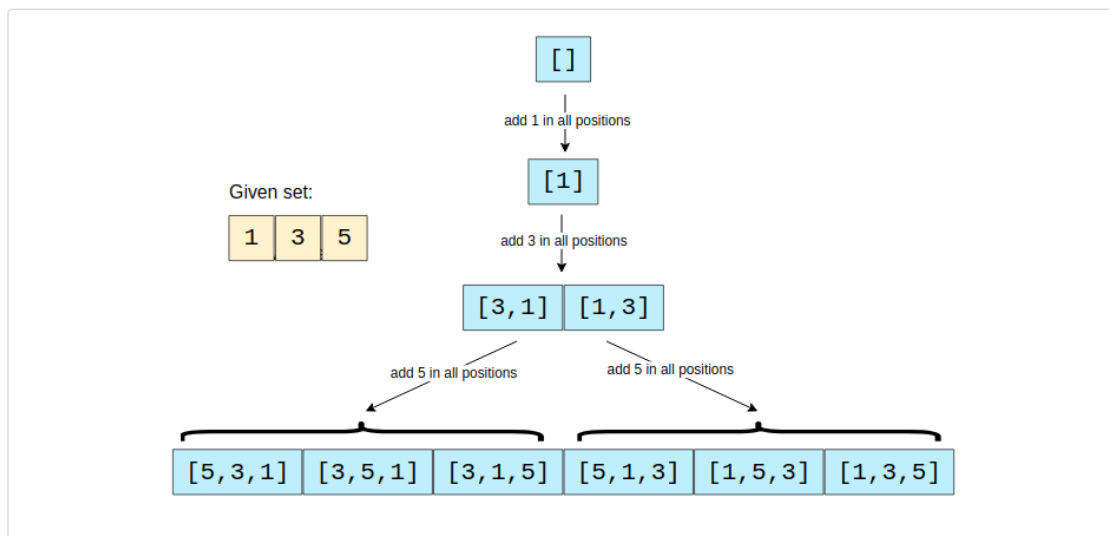 []
add 1 in all positions
[1]
Given set:
1 3 5
add 3 in all positions
[3,1] [1,3]
add 5 in all positions
add 5 in all positions
[5,3,1] [3,5,1] [3,1,5] [5,1,3] [1,5,3] [1,3,5]